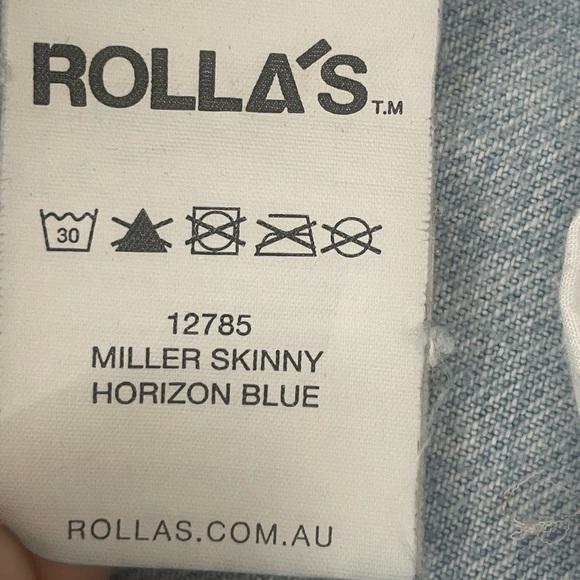 ROLLA'S T.M
30
12785
MILLER SKINNY
HORIZON BLUE
ROLLAS.COM.AU